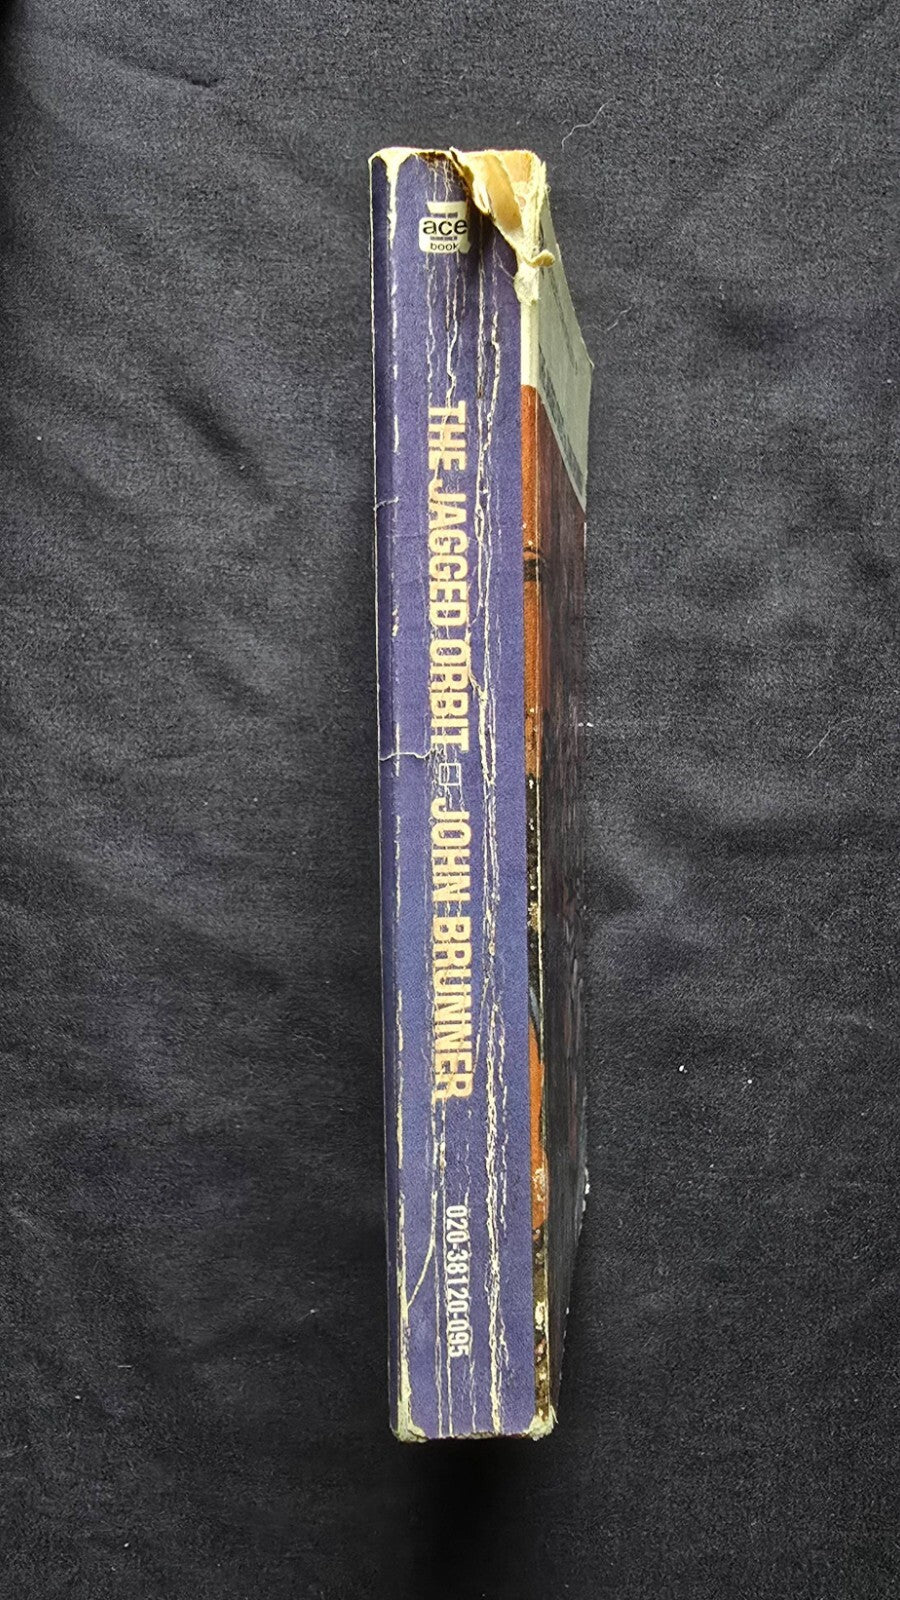 ace
book
THE JAGGED ORBIT □ JOHN BRUNNER
020-38120-095